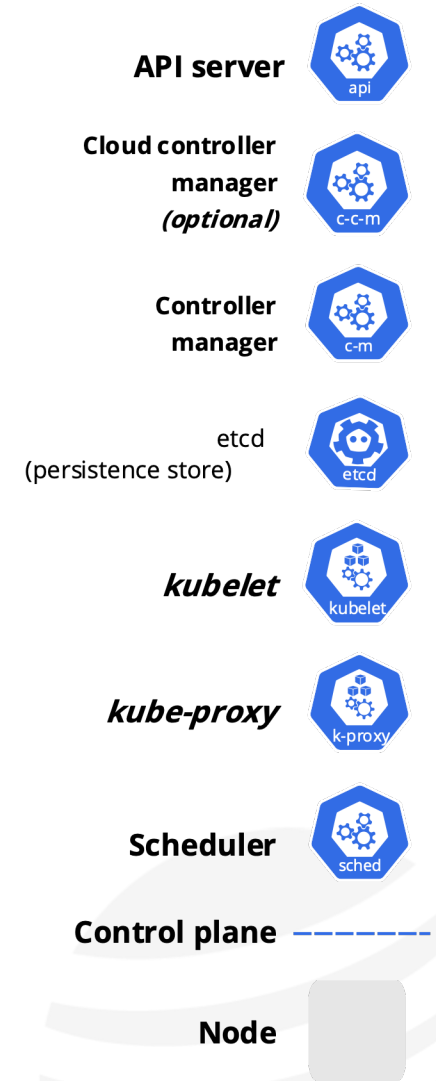 API server
api
Cloud controller
manager
(optional)
c-c-m
Controller
manager
c-m
etcd
(persistence store)
etcd
kubelet
kubelet
kube-proxy
k-proxy
Scheduler
sched
Control plane
Node